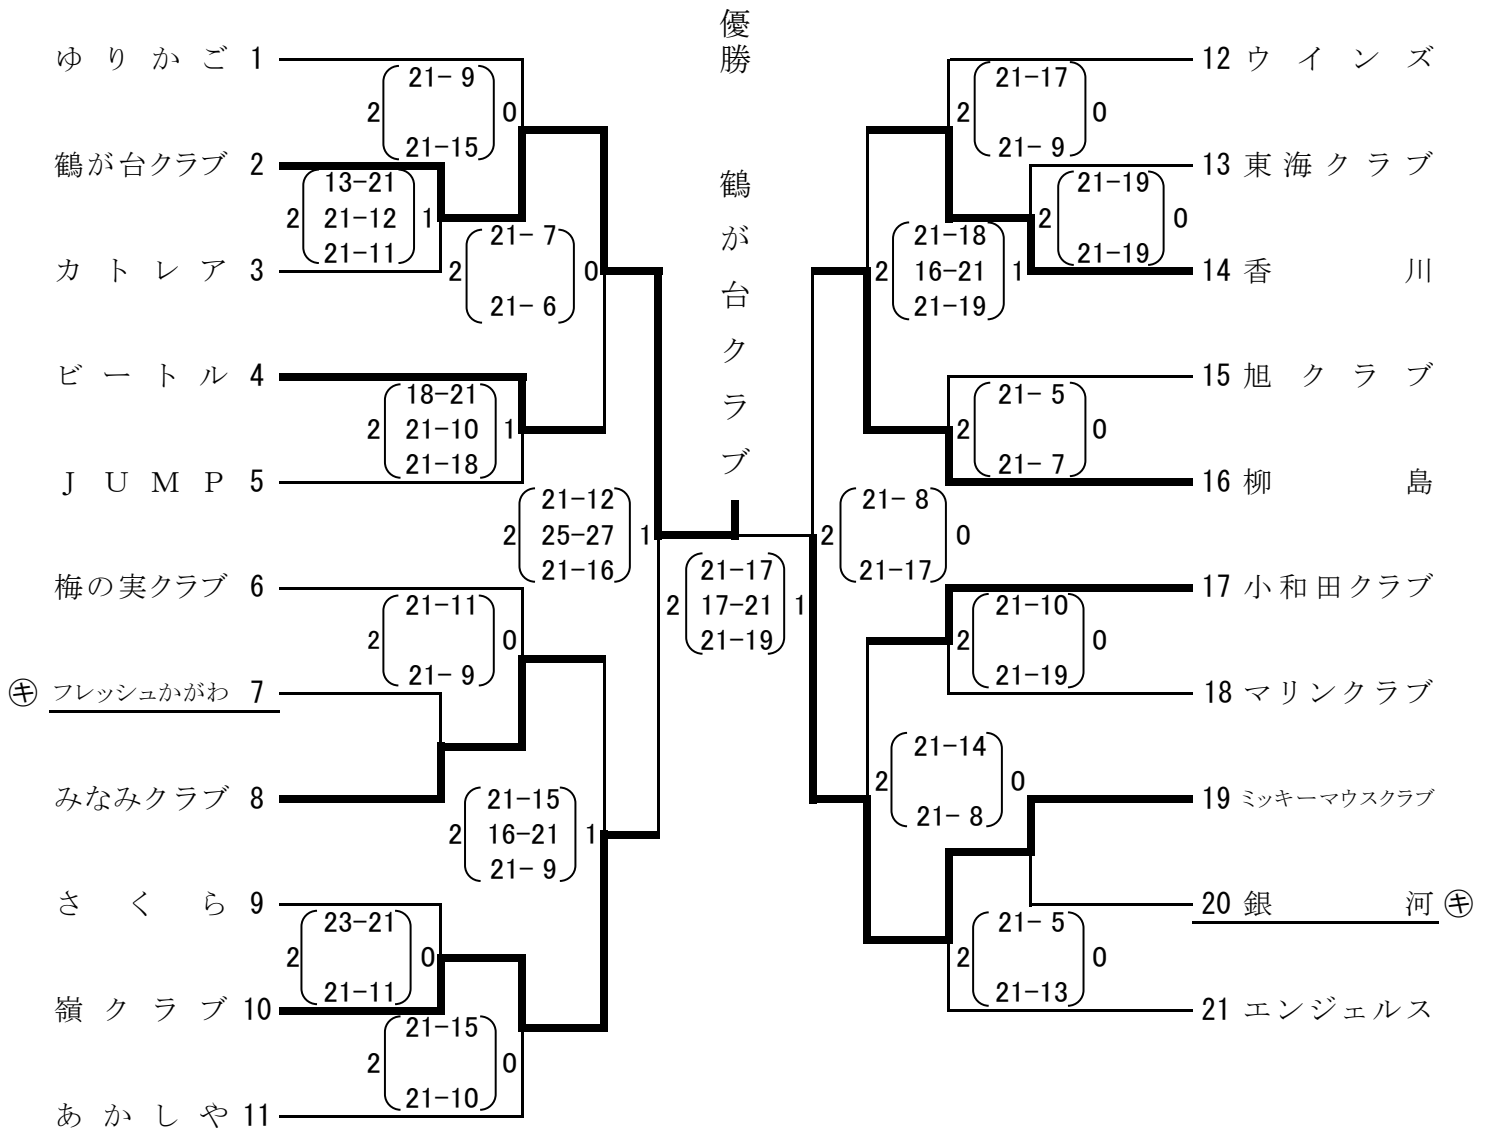 優勝 鶴が台クラブ
ゆりかご 1
21- 9
2 0
21-15
鶴が台クラブ 2
13-21
2 21-12 1
21-11
カトレア 3
21- 7
2 0
21- 6
ビートル 4
18-21
2 21-10 1
21-18
JUMP 5
21-12
2 25-27 1
21-16
梅の実クラブ 6
21-11
2 0
21- 9
㋖ フレッシュかがわ 7
みなみクラブ 8
21-15
2 16-21 1
21- 9
さくら 9
23-21
2 0
21-11
嶺クラブ 10
21-15
2 0
21-10
あかしや 11
21-17
2 17-21 1
21-19
12 ウインズ
21-17
2 0
21- 9
13 東海クラブ
21-19
2 0
21-19
14 香川
21-18
2 16-21 1
21-19
15 旭クラブ
21- 5
2 0
21- 7
16 柳島
21- 8
2 0
21-17
17 小和田クラブ
21-10
2 0
21-19
18 マリンクラブ
21-14
2 0
21- 8
19 ミッキーマウスクラブ
20 銀河 ㋖
21- 5
2 0
21-13
21 エンジェルス